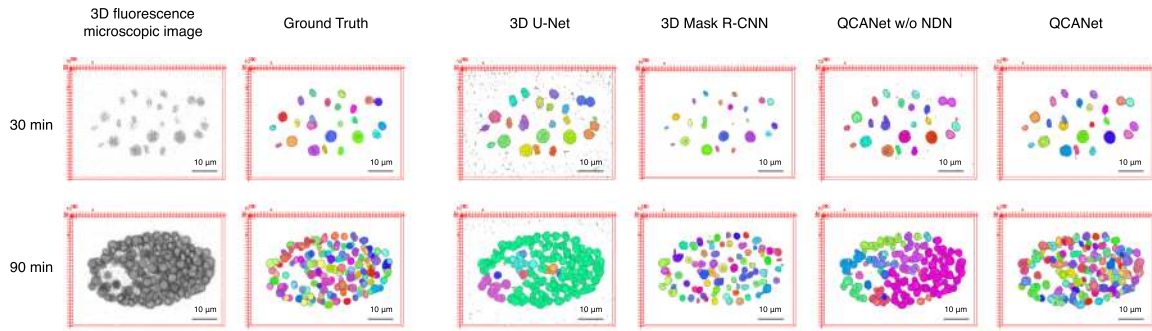 3D fluorescence
microscopic image
Ground Truth
3D U-Net
3D Mask R-CNN
QCANet w/o NDN
QCANet
30 min
10 µm
10 µm
10 µm
10 µm
10 µm
10 µm
90 min
10 µm
10 µm
10 µm
10 µm
10 µm
10 µm